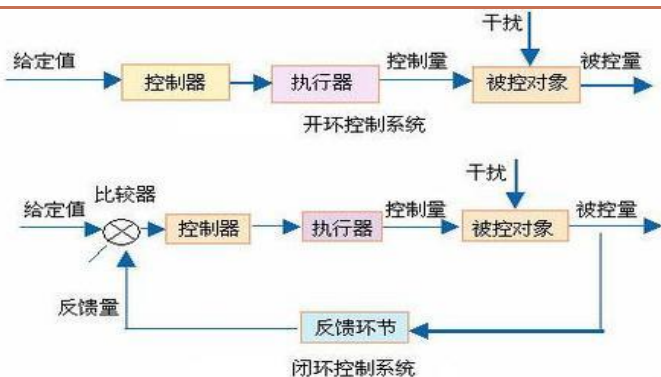 干扰
给定值
控制量
被控量
控制器
执行器
被控对象
开环控制系统
干扰
比较器
给定值
控制量
被控量
控制器
执行器
被控对象
反馈量
反馈环节
闭环控制系统